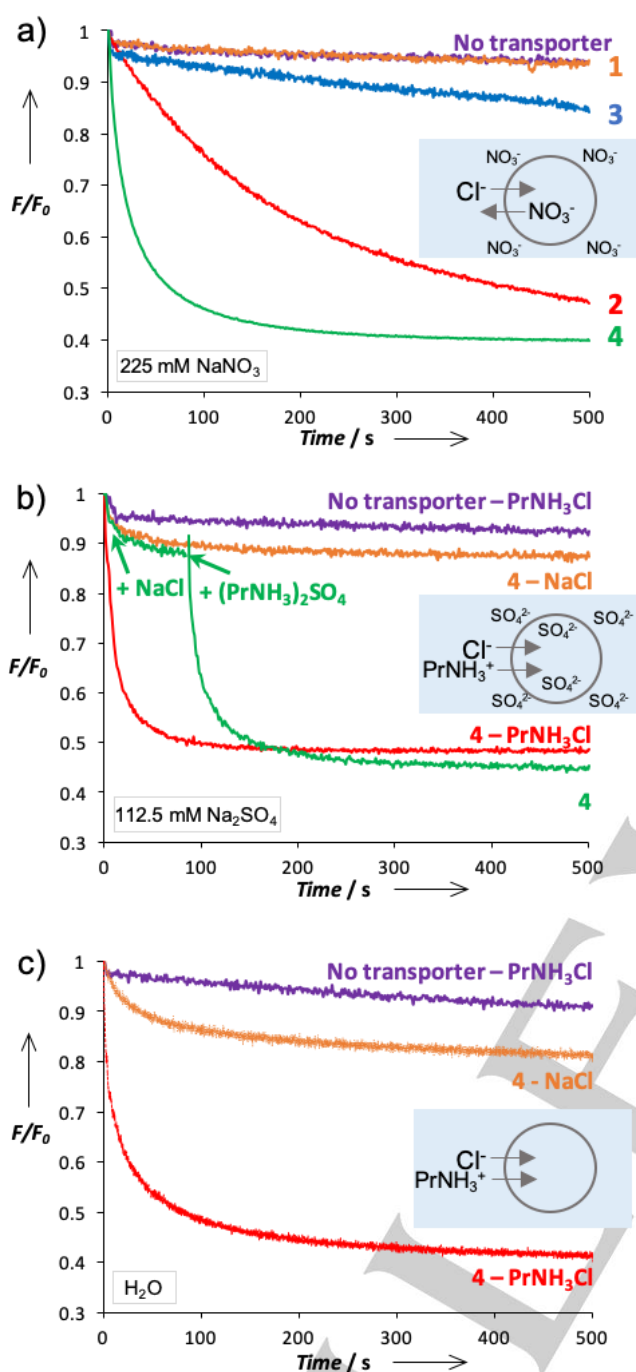 a)
1
0.9
0.8
0.7
0.6
0.5
0.4
0.3
F/F₀
No transporter
1
3
NO₃⁻ NO₃⁻
Cl⁻
NO₃⁻
NO₃⁻ NO₃⁻
2
4
225 mM NaNO₃
0 100 200 300 400 500
Time / s
b)
1
0.9
0.8
0.7
0.6
0.5
0.4
0.3
F/F₀
No transporter – PrNH₃Cl
4 – NaCl
+ NaCl
+ (PrNH₃)₂SO₄
SO₄²⁻ SO₄²⁻ SO₄²⁻
Cl⁻
PrNH₃⁺
SO₄²⁻
SO₄²⁻ SO₄²⁻
4 – PrNH₃Cl
4
112.5 mM Na₂SO₄
0 100 200 300 400 500
Time / s
c)
1
0.9
0.8
0.7
0.6
0.5
0.4
0.3
F/F₀
No transporter – PrNH₃Cl
4 - NaCl
Cl⁻
PrNH₃⁺
4 – PrNH₃Cl
H₂O
0 100 200 300 400 500
Time / s